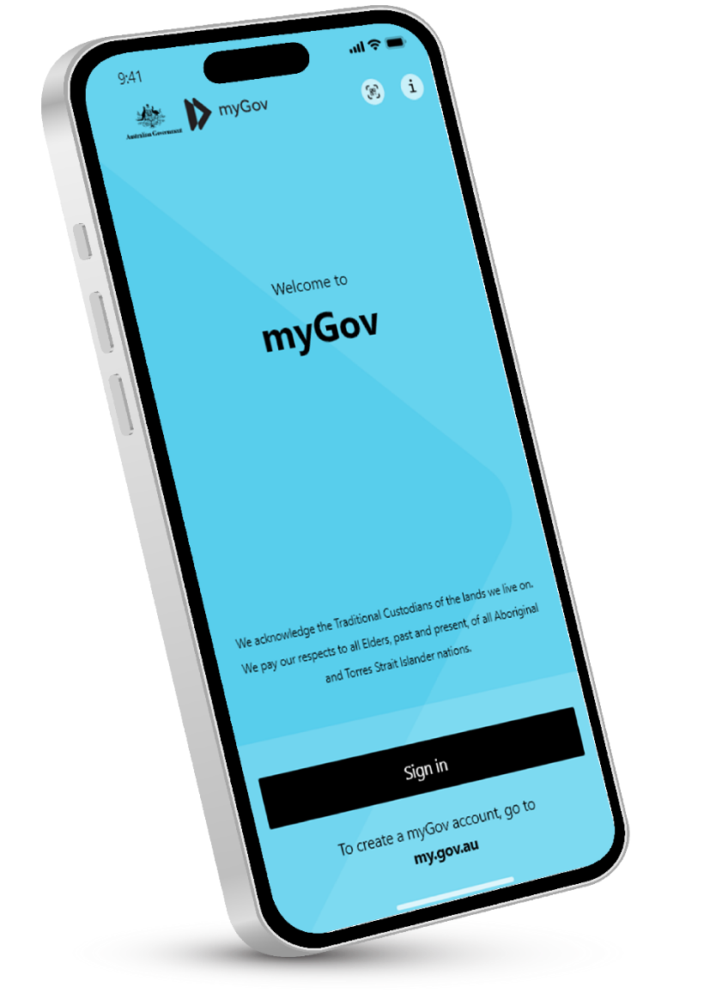 9:41
Australian Government
myGov
i
Welcome to
myGov
We acknowledge the Traditional Custodians of the lands we live on.
We pay our respects to all Elders, past and present, of all Aboriginal
and Torres Strait Islander nations.
Sign in
To create a myGov account, go to
my.gov.au